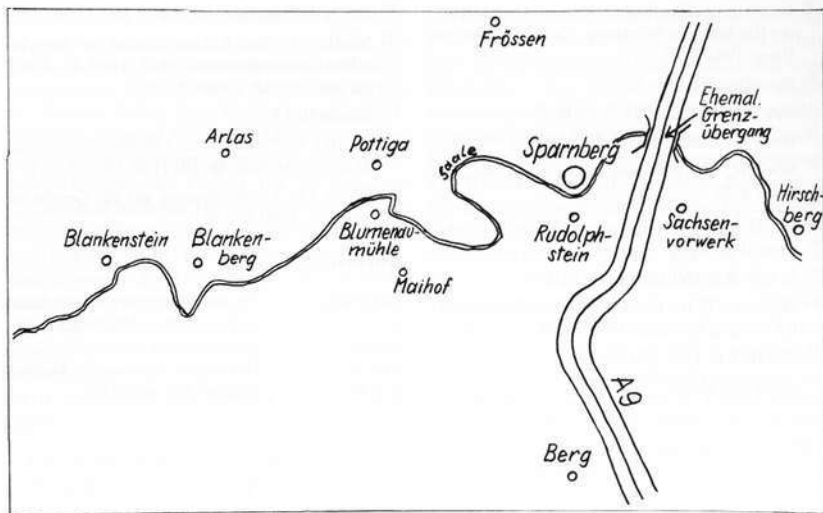 Frössen
Ehemal.
Grenz-
übergang
Arlas
Pottiga
Saale
Sparnberg
Hirsch-
berg
Blankenstein
Blanken-
berg
Blumenau-
mühle
Rudolph-
stein
Sachsen-
vorwerk
Maihof
A9
Berg